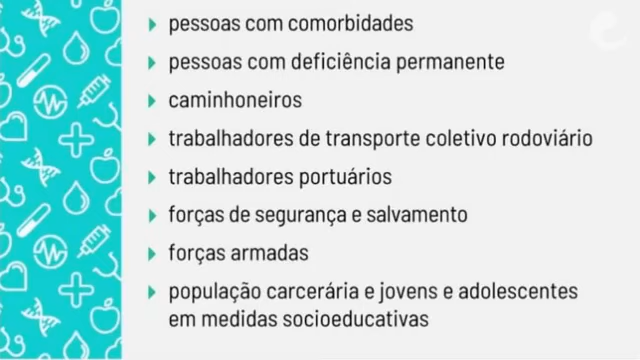 pessoas com comorbidades
pessoas com deficiência permanente
caminhoneiros
trabalhadores de transporte coletivo rodoviário
trabalhadores portuários
forças de segurança e salvamento
forças armadas
população carcerária e jovens e adolescentes
em medidas socioeducativas